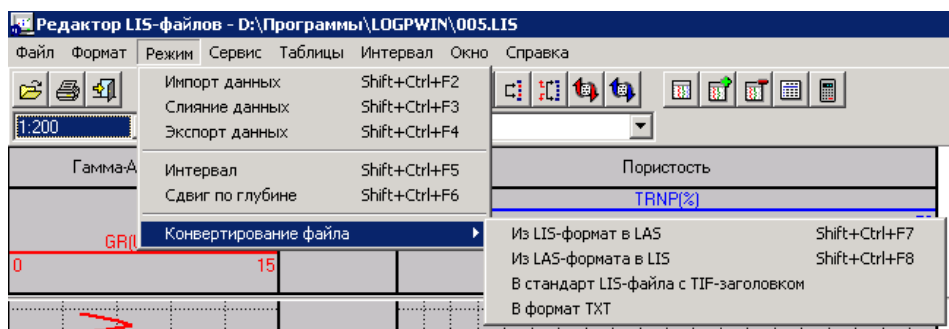 Редактор LIS-файлов - D:\Программы\LOGPWIN\005.LIS
Файл Формат Режим Сервис Таблицы Интервал Окно Справка
Импорт данных Shift+Ctrl+F2
Слияние данных Shift+Ctrl+F3
Экспорт данных Shift+Ctrl+F4
1:200
Интервал Shift+Ctrl+F5
Сдвиг по глубине Shift+Ctrl+F6
Конвертирование файла
Гамма-А
Пористость
TRNP(%)
GR(
0 15
Из LIS-формат в LAS Shift+Ctrl+F7
Из LAS-формата в LIS Shift+Ctrl+F8
В стандарт LIS-файла с TIF-заголовком
В формат TXT